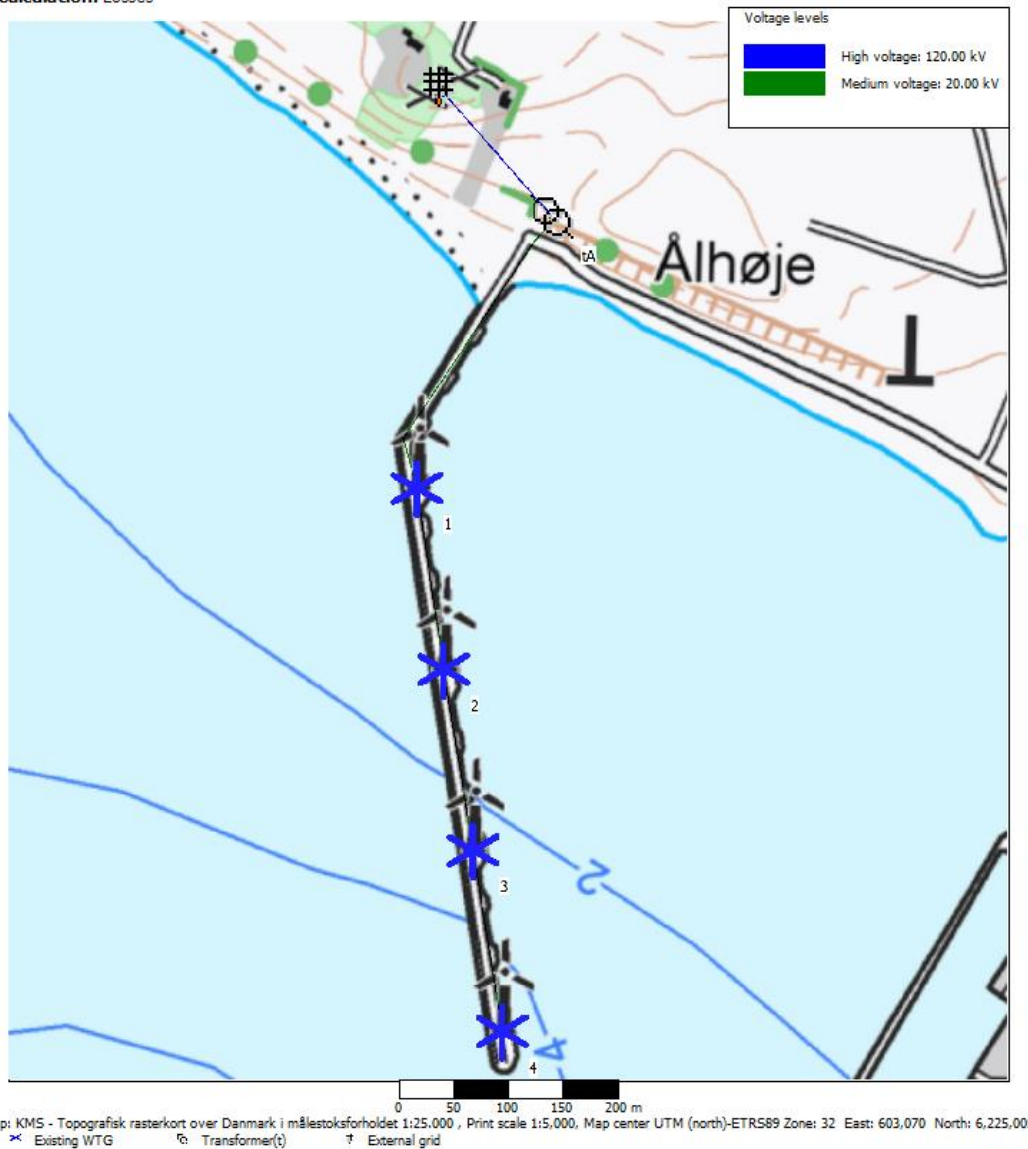 Voltage levels
High voltage: 120.00 kV
Medium voltage: 20.00 kV
tA
Ålhøje
1
2
3
2
4
4
0 50 100 150 200 m
p: KMS - Topografisk rasterkort over Danmark i målestoksforholdet 1:25.000 , Print scale 1:5,000, Map center UTM (north)-ETRS89 Zone: 32 East: 603,070 North: 6,225,00
Existing WTG Transformer(t) External grid